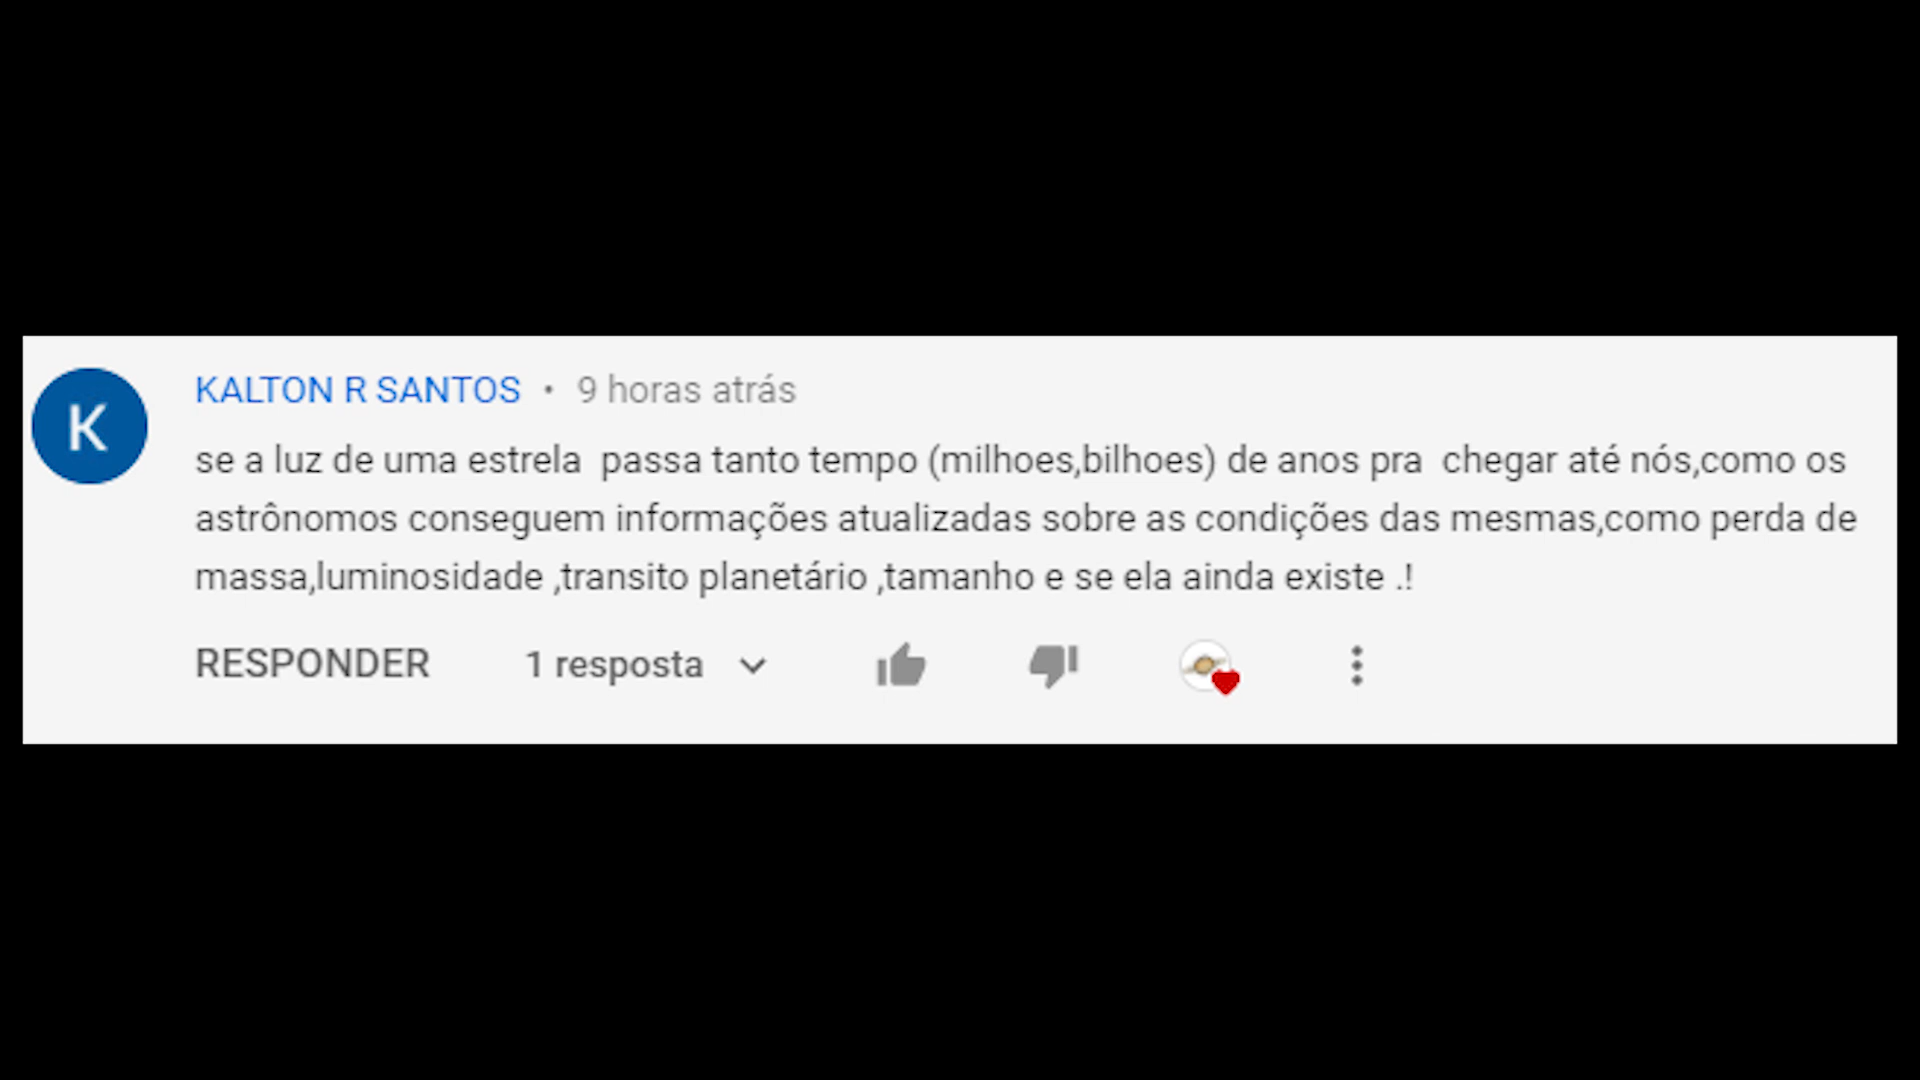 K
KALTON R SANTOS • 9 horas atrás
se a luz de uma estrela  passa tanto tempo (milhoes,bilhoes) de anos pra  chegar até nós,como os
astrônomos conseguem informações atualizadas sobre as condições das mesmas,como perda de
massa,luminosidade ,transito planetário ,tamanho e se ela ainda existe .!
RESPONDER 1 resposta